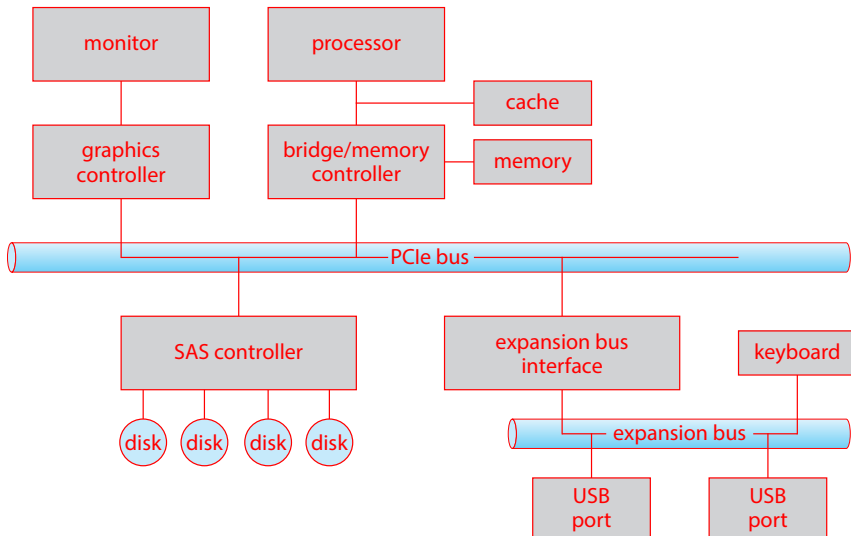 monitor
processor
cache
graphics
controller
bridge/memory
controller
memory
PCIe bus
SAS controller
expansion bus
interface
keyboard
disk
disk
disk
disk
expansion bus
USB
port
USB
port